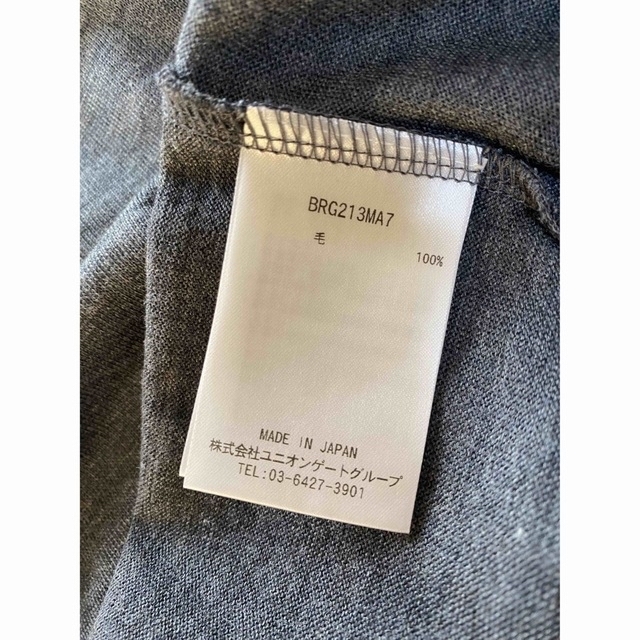 BRG213MA7
毛 100%
MADE IN JAPAN
株式会社ユニオンゲートグループ
TEL:03-6427-3901